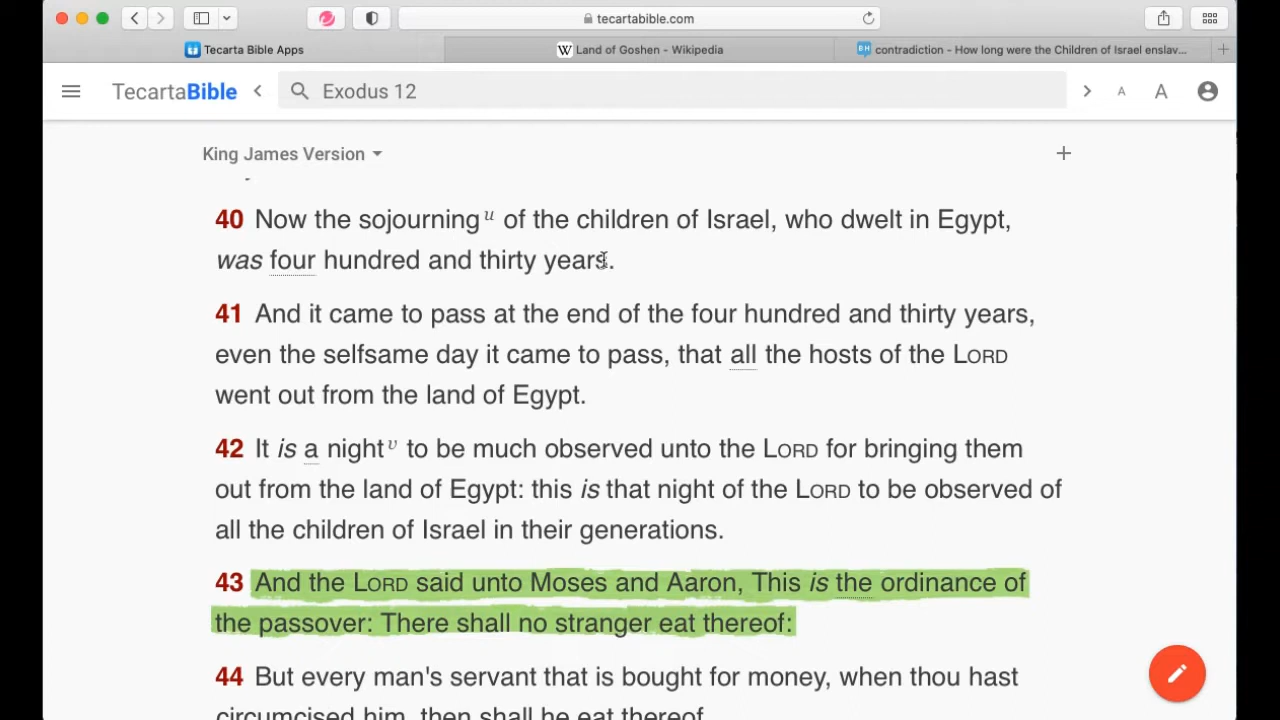 tecartabible.com
Tecarta Bible Apps
W Land of Goshen - Wikipedia
BH contradiction - How long were the Children of Israel enslav...
TecartaBible
Exodus 12
A A
King James Version
40 Now the sojourning u of the children of Israel, who dwelt in Egypt,
was four hundred and thirty years.
41 And it came to pass at the end of the four hundred and thirty years,
even the selfsame day it came to pass, that all the hosts of the LORD
went out from the land of Egypt.
42 It is a night v to be much observed unto the LORD for bringing them
out from the land of Egypt: this is that night of the LORD to be observed of
all the children of Israel in their generations.
43 And the LORD said unto Moses and Aaron, This is the ordinance of
the passover: There shall no stranger eat thereof:
44 But every man's servant that is bought for money, when thou hast
circumcised him, then shall he eat thereof.